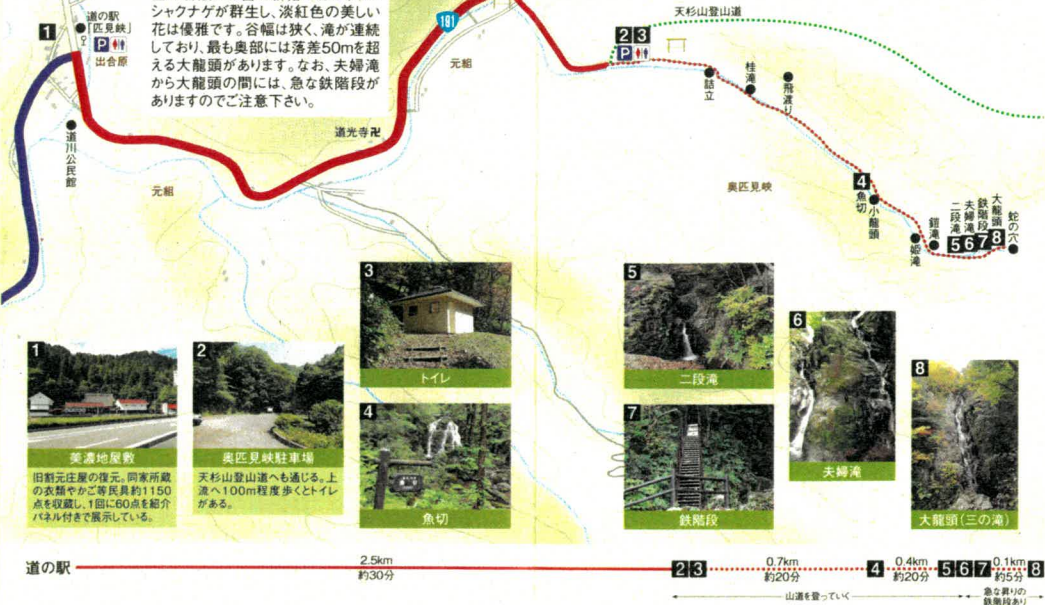 シャクナゲが群生し、淡紅色の美しい
花は優雅です。谷幅は狭く、滝が連続
しており、最も奥部には落差50mを超
える大龍頭があります。なお、夫婦滝
から大龍頭の間には、急な鉄階段が
ありますのでご注意下さい。
1
道の駅
「匹見峡」
P
出合原
道川公民館
元組
道光寺卍
191
元組
天杉山登山道
2 3
P
詰立
桂滝
飛渡り
奥匹見峡
4
魚切
小龍頭
姫滝
鎧滝
二段滝
夫婦滝
鉄階段
大龍頭
5 6 7 8
蛇の穴
1
美濃地屋敷
旧割元庄屋の復元。同家所蔵
の衣類やかご等民具約1150
点を収蔵し、1回に60点を紹介
パネル付きで展示している。
2
奥匹見峡駐車場
天杉山登山道へも通じる。上
流へ100m程度歩くとトイレ
がある。
3
トイレ
4
魚切
5
二段滝
7
鉄階段
6
夫婦滝
8
大龍頭(三の滝)
道の駅
2.5km
約30分
2 3
0.7km
約20分
4
0.4km
約20分
5 6 7
0.1km
約5分
8
山道を登っていく
急な昇りの
鉄階段あり